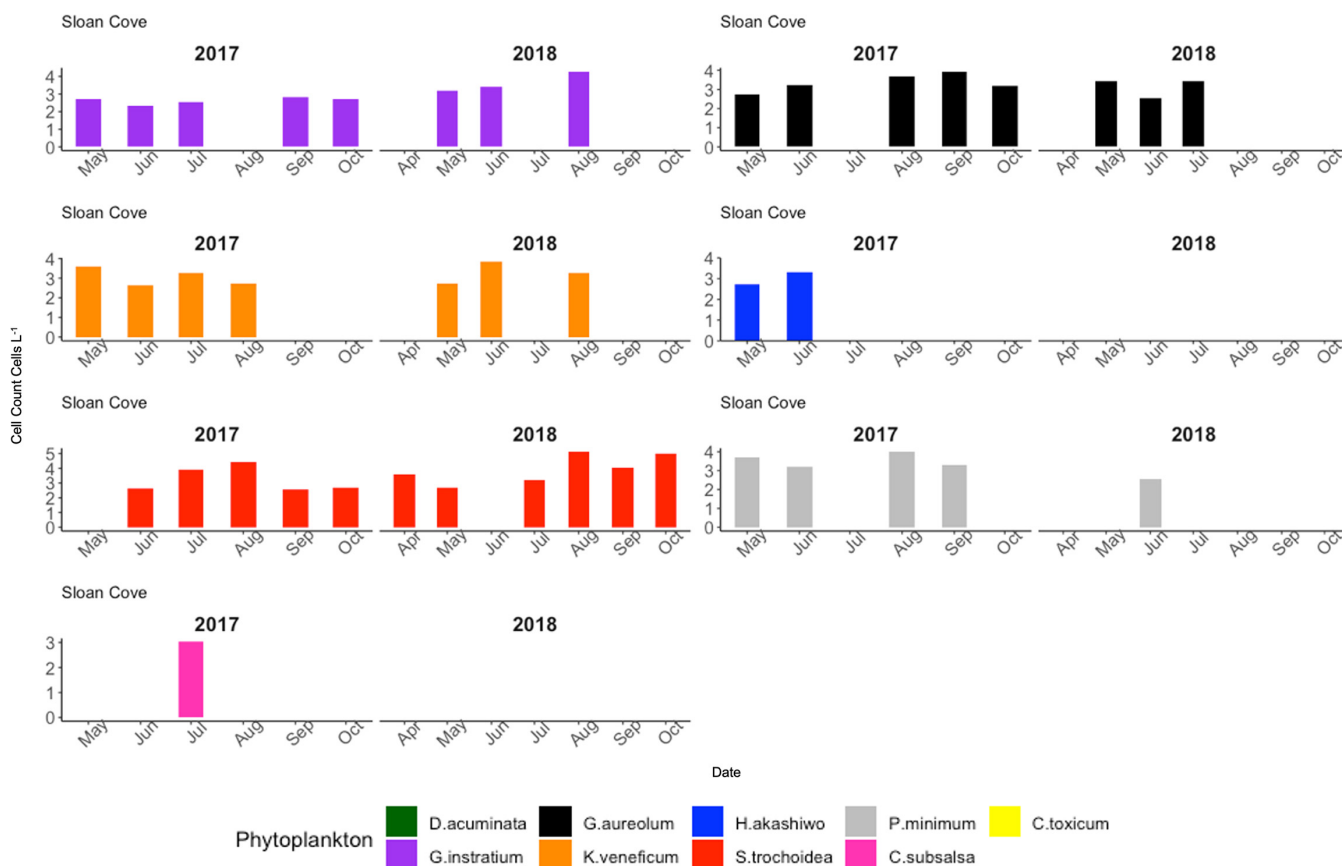 Sloan Cove
2017 2018
4
3
2
1
0
May Jun Jul Aug Sep Oct Apr May Jun Jul Aug Sep Oct
Sloan Cove
2017 2018
4
3
2
1
0
May Jun Jul Aug Sep Oct Apr May Jun Jul Aug Sep Oct
Sloan Cove
2017 2018
4
3
2
1
0
May Jun Jul Aug Sep Oct Apr May Jun Jul Aug Sep Oct
Sloan Cove
2017 2018
4
3
2
1
0
May Jun Jul Aug Sep Oct Apr May Jun Jul Aug Sep Oct
Cell Count Cells L-1
Sloan Cove
2017 2018
5
4
3
2
1
0
May Jun Jul Aug Sep Oct Apr May Jun Jul Aug Sep Oct
Sloan Cove
2017 2018
4
3
2
1
0
May Jun Jul Aug Sep Oct Apr May Jun Jul Aug Sep Oct
Sloan Cove
2017 2018
3
2
1
0
May Jun Jul Aug Sep Oct Apr May Jun Jul Aug Sep Oct
Date
Phytoplankton
D.acuminata G.aureolum H.akashiwo P.minimum C.toxicum
G.instratium K.veneficum S.trochoidea C.subsalsa